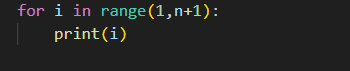 for i in range(1,n+1):
    print(i)